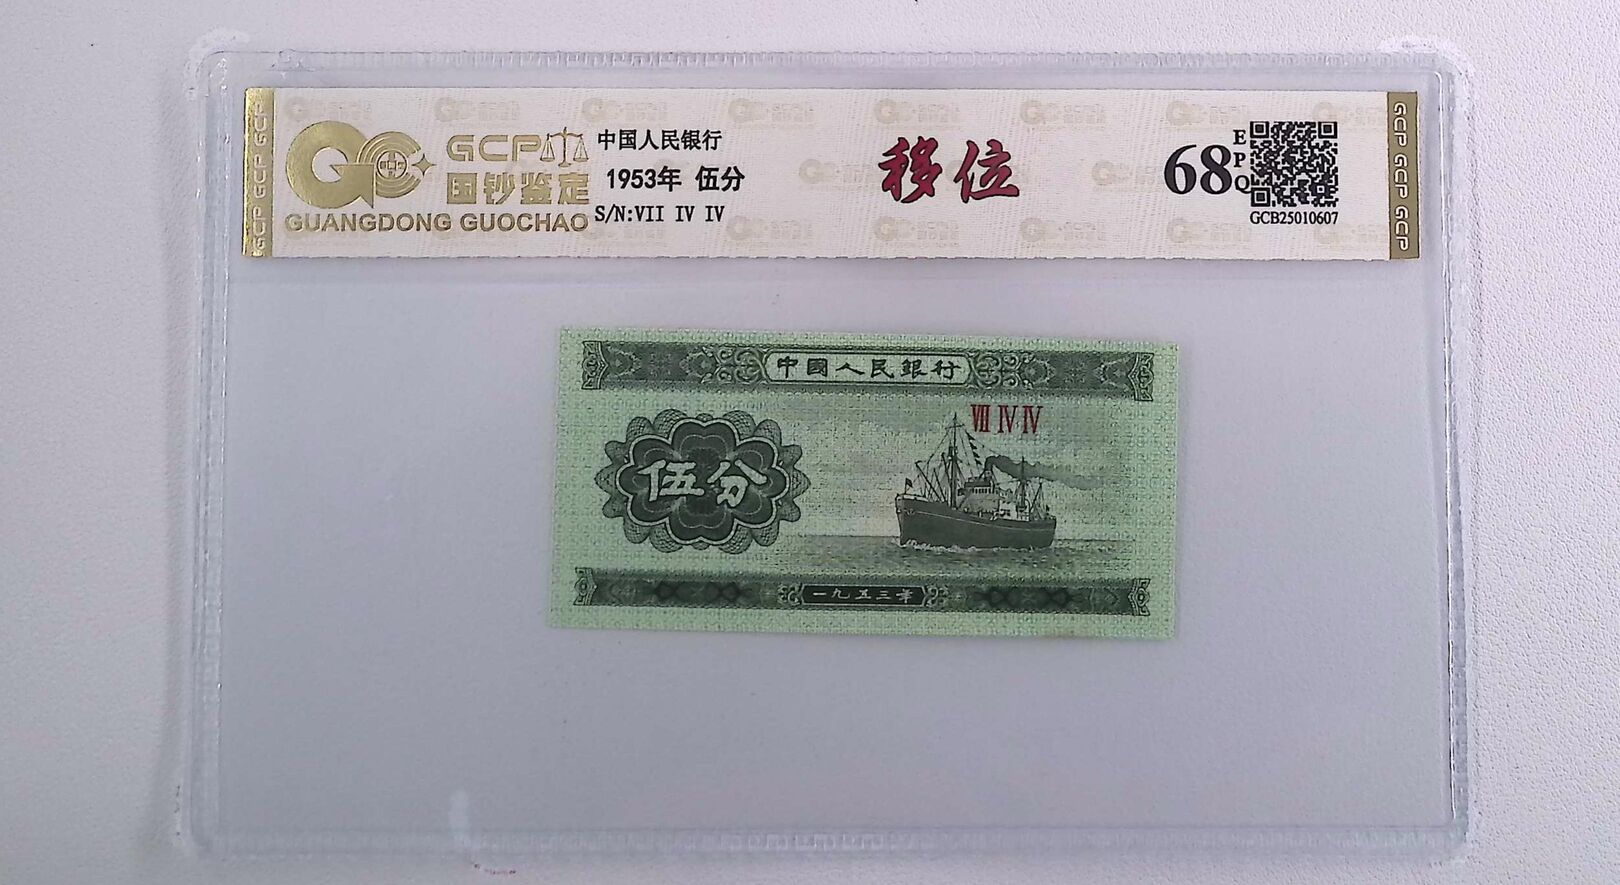 GCP GCP GCP
GCP
国钞鉴定
GUANGDONG GUOCHAO
中国人民银行
1953年 伍分
S/N:VII IV IV
移位
68
EPQ
GCB25010607
GCP GCP GCP
中國人民銀行
VII IV IV
伍分
一九五三年